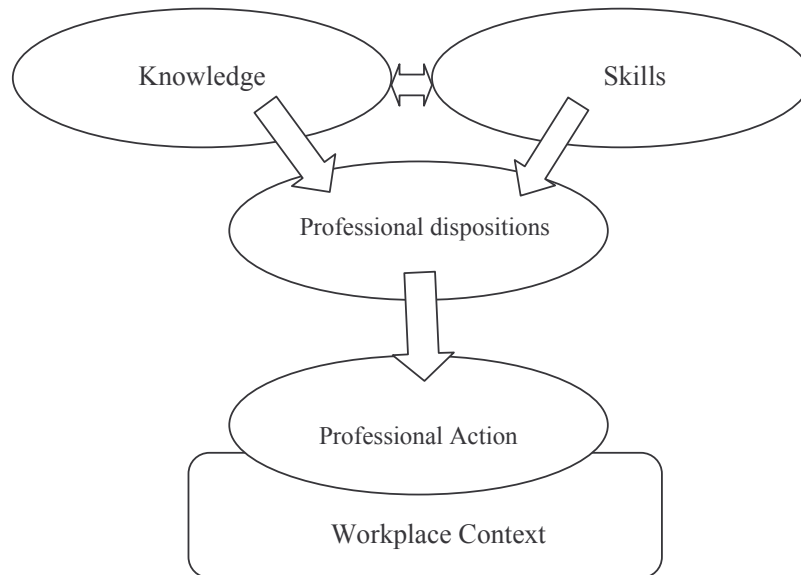 Knowledge
Skills
Professional dispositions
Professional Action
Workplace Context